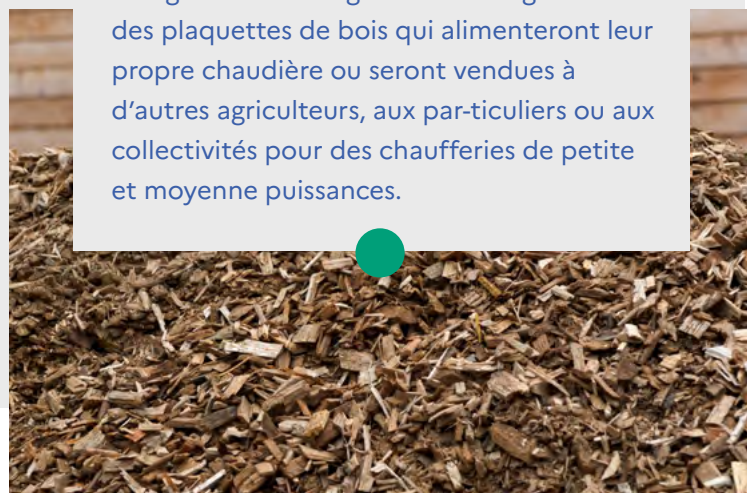 des plaquettes de bois qui alimenteront leur
propre chaudière ou seront vendues à
d'autres agriculteurs, aux par-ticuliers ou aux
collectivités pour des chaufferies de petite
et moyenne puissances.